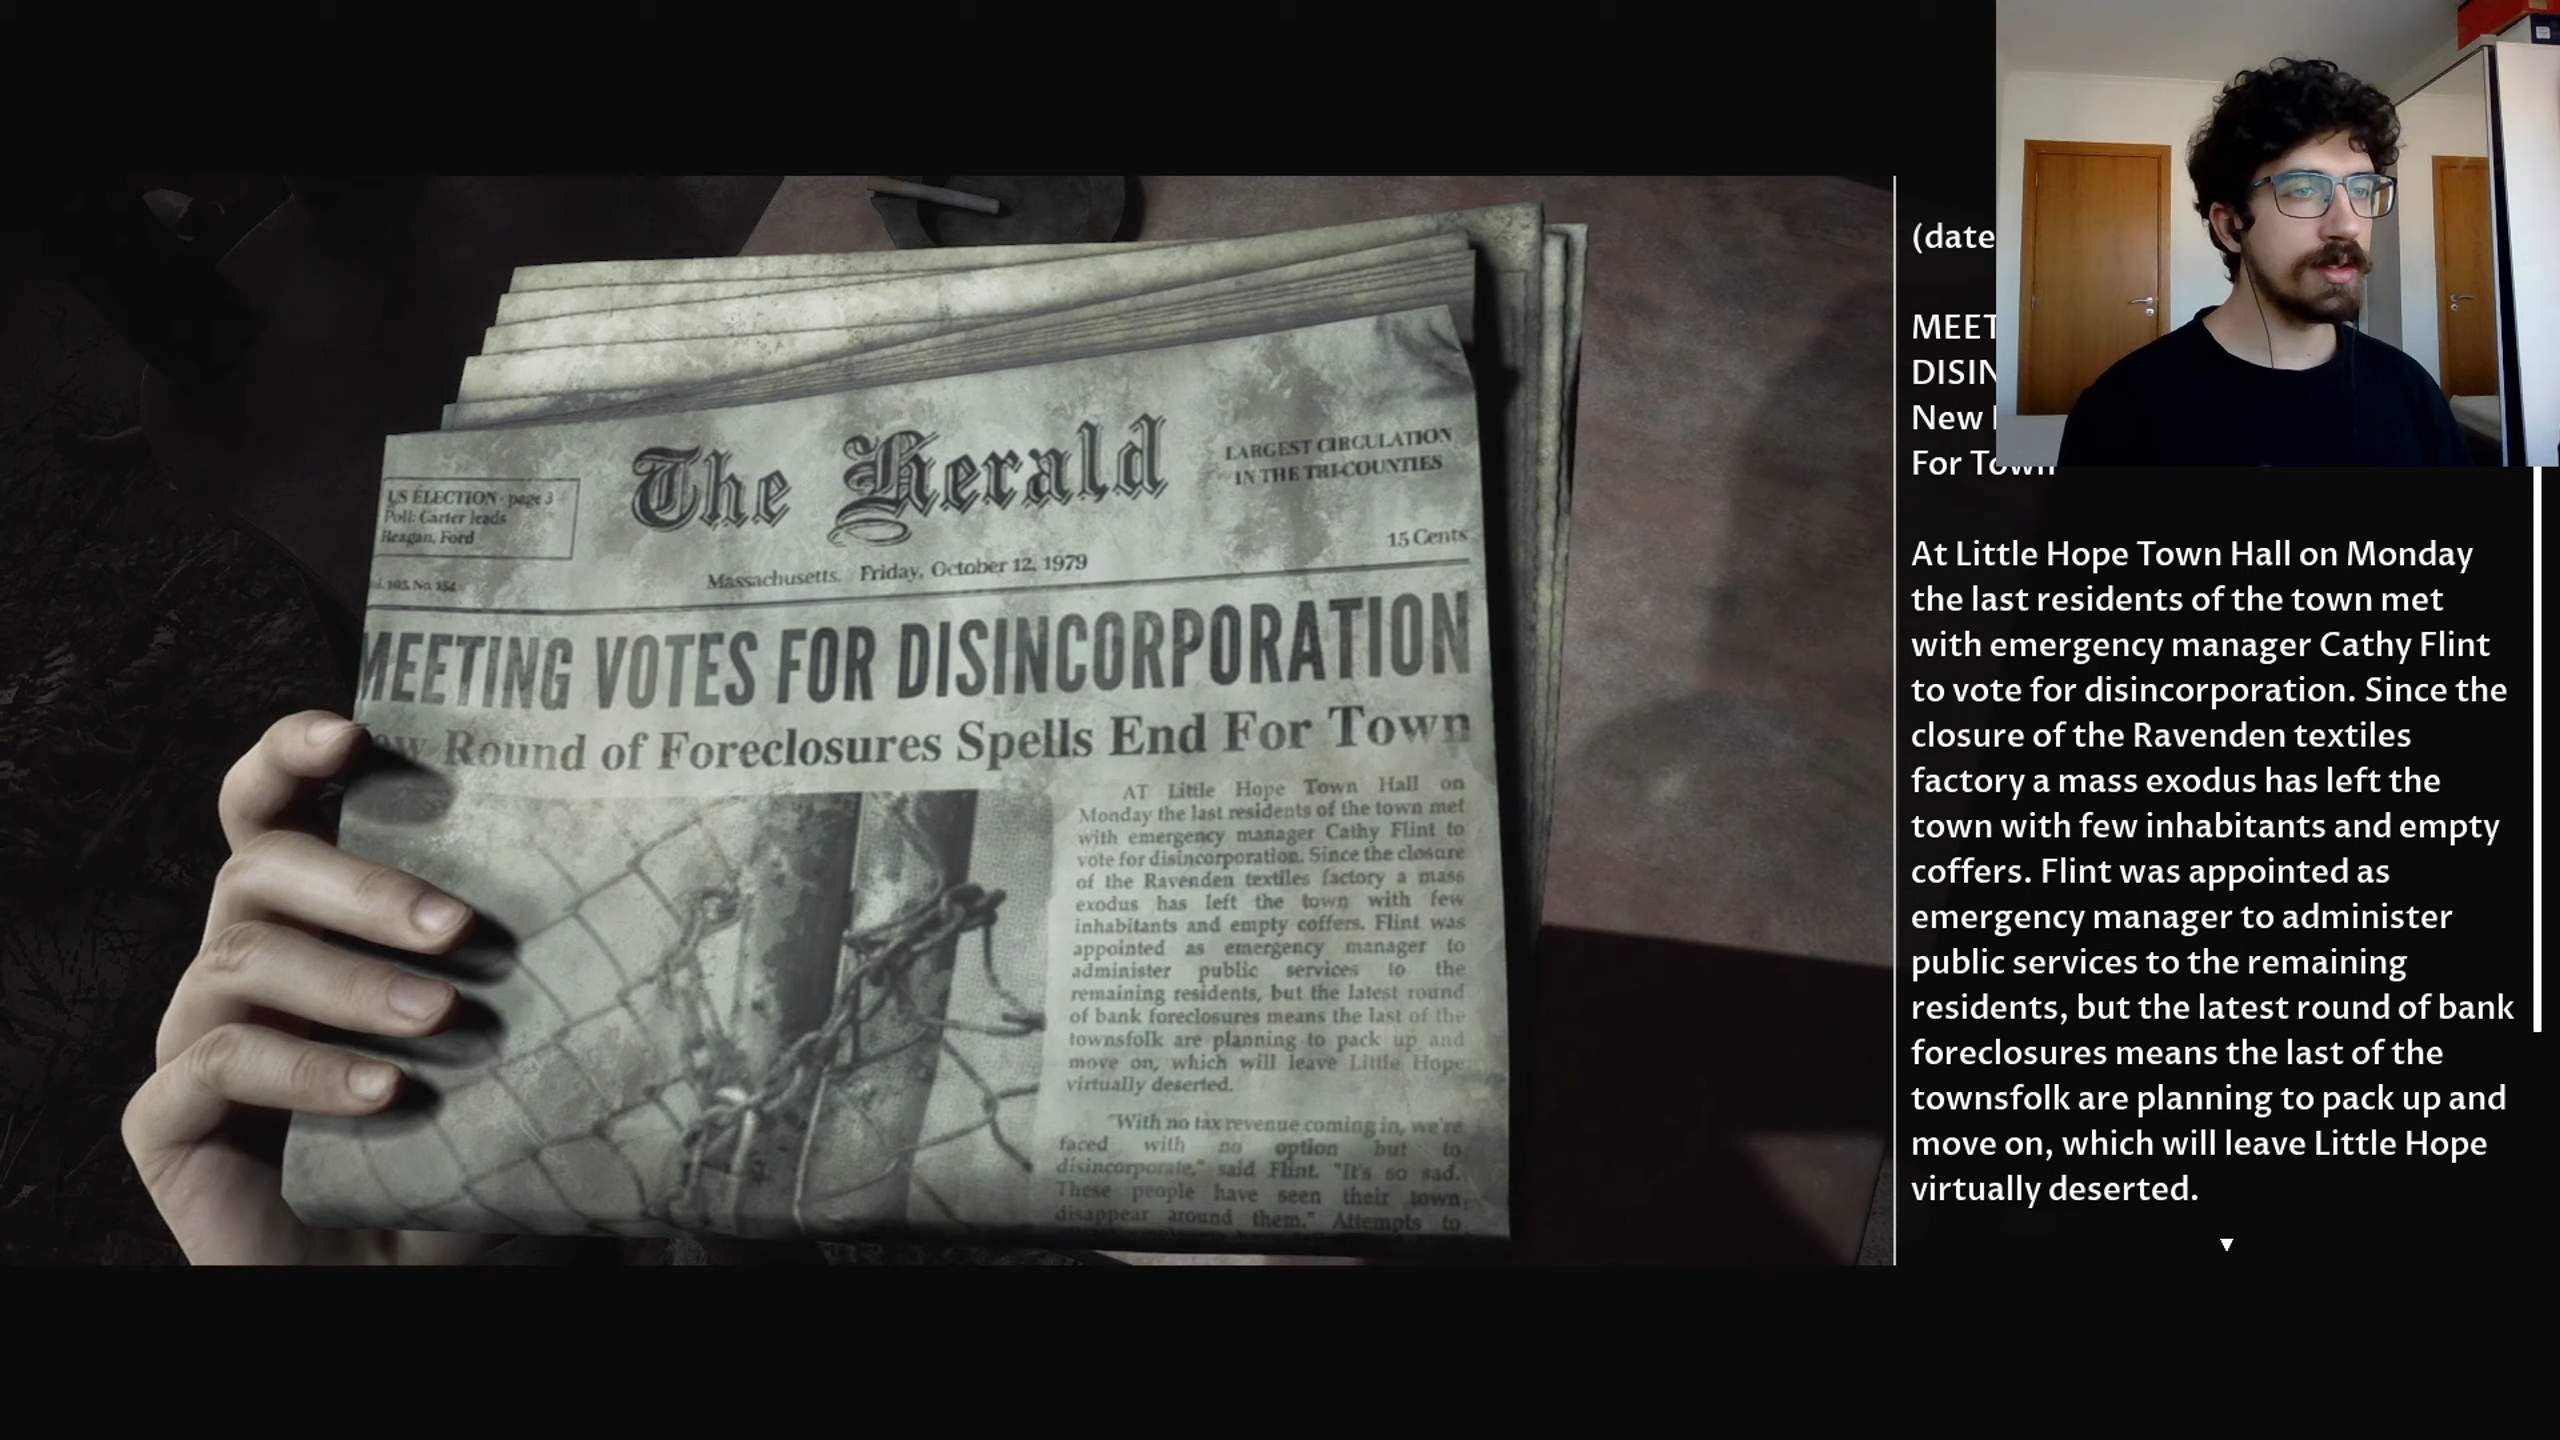 The Herald
LARGEST CIRCULATION
IN THE TRI-COUNTIES
US ELECTION - page 3
Poll: Carter leads
Reagan, Ford
15 Cents
Massachusetts, Friday, October 12, 1979
MEETING VOTES FOR DISINCORPORATION
Round of Foreclosures Spells End For Town
AT Little Hope Town Hall on
Monday the last residents of the town met
with emergency manager Cathy Flint to
vote for disincorporation. Since the closure
of the Ravenden textiles factory a mass
exodus has left the town with few
inhabitants and empty coffers. Flint was
appointed as emergency manager to
administer public services to the
remaining residents, but the latest round
of bank foreclosures means the last of the
townsfolk are planning to pack up and
move on, which will leave Little Hope
virtually deserted.
"With no tax revenue coming in, we're
faced with no option but to
disincorporate," said Flint. "It's so sad.
These people have seen their town
disappear around them." Attempts to
(date
MEET
DISIN
New
For Town
At Little Hope Town Hall on Monday
the last residents of the town met
with emergency manager Cathy Flint
to vote for disincorporation. Since the
closure of the Ravenden textiles
factory a mass exodus has left the
town with few inhabitants and empty
coffers. Flint was appointed as
emergency manager to administer
public services to the remaining
residents, but the latest round of bank
foreclosures means the last of the
townsfolk are planning to pack up and
move on, which will leave Little Hope
virtually deserted.